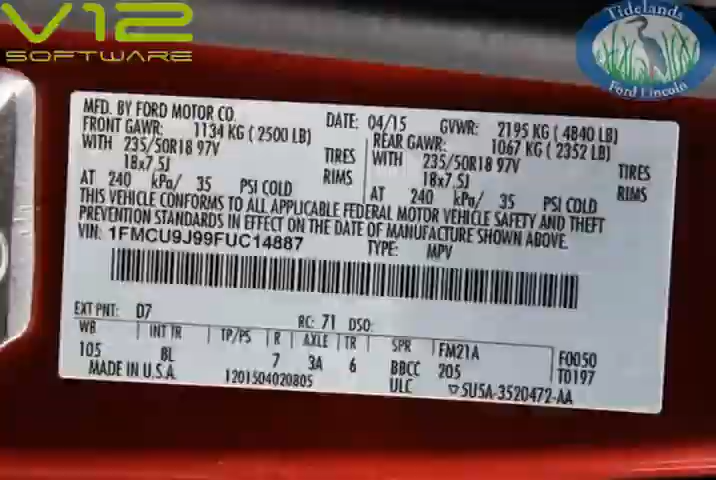 V12
SOFTWARE
Tidelands
Ford Lincoln
MFD. BY FORD MOTOR CO.
DATE: 04/15 GVWR: 2195 KG (4840 LB)
FRONT GAWR: 1134 KG (2500 LB) REAR GAWR: 1067 KG (2352 LB)
WITH 235/50R18 97V TIRES WITH 235/50R18 97V TIRES
18x7.5J RIMS 18x7.5J RIMS
AT 240 kPa/ 35 PSI COLD AT 240 kPa/ 35 PSI COLD
THIS VEHICLE CONFORMS TO ALL APPLICABLE FEDERAL MOTOR VEHICLE SAFETY AND THEFT
PREVENTION STANDARDS IN EFFECT ON THE DATE OF MANUFACTURE SHOWN ABOVE.
VIN: 1FMCU9J99FUC14887 TYPE: MPV
EXT PNT: D7 RC: 71 DSO:
WB INT TR TP/PS R AXLE TR SPR FM21A F0050
105 BL 7 3A 6 BBCC 205 T0197
MADE IN U.S.A. 1201504020805 ULC ▽5U5A-3520472-AA